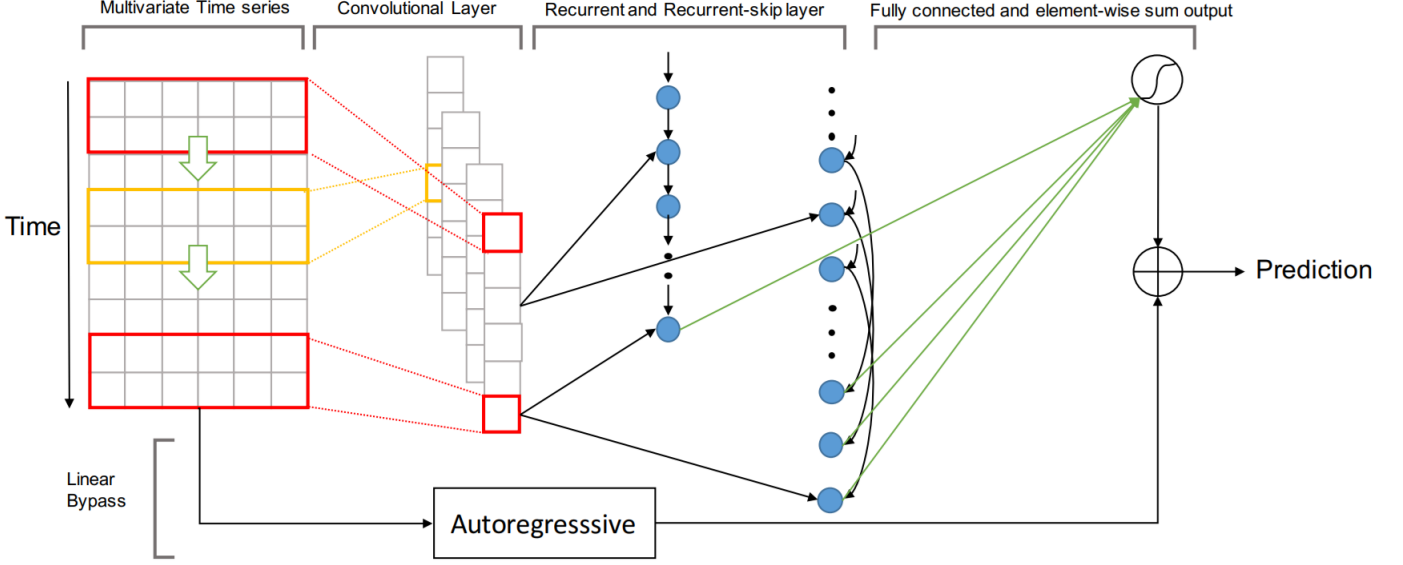 Multivariate Time series
Convolutional Layer
Recurrent and Recurrent-skip layer
Fully connected and element-wise sum output
Time
Prediction
Linear
Bypass
Autoregresssive